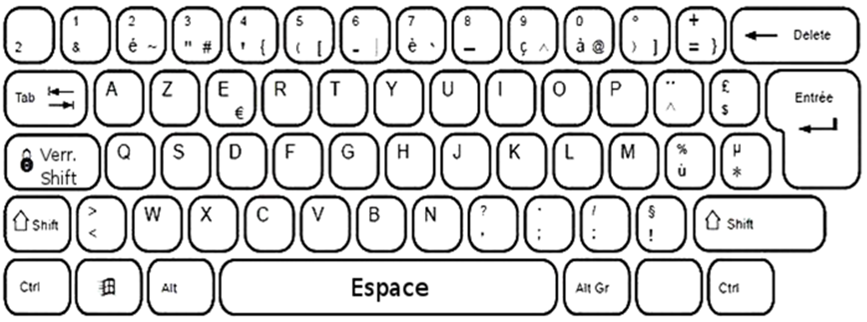 2 1 & 2 é ~ 3 " # 4 ' { 5 ( [ 6 - | 7 è ` 8 _ 9 ç ^ 0 à @ ° ) ] + = } Delete
Tab A Z E € R T Y U I O P ¨ ^ £ $ Entrée
Verr. Shift Q S D F G H J K L M % ù µ *
Shift > < W X C V B N ? , . ; / : § ! Shift
Ctrl Alt Espace Alt Gr Ctrl